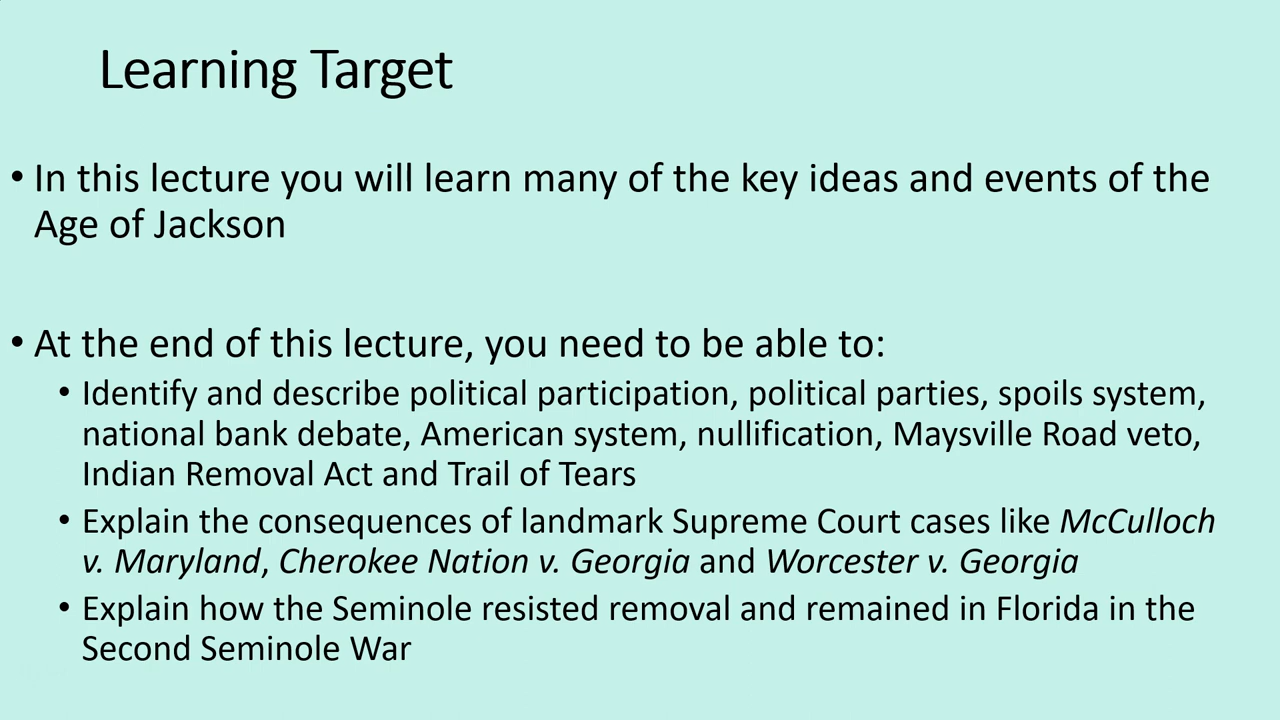 Learning Target
• In this lecture you will learn many of the key ideas and events of the
Age of Jackson
• At the end of this lecture, you need to be able to:
• Identify and describe political participation, political parties, spoils system,
national bank debate, American system, nullification, Maysville Road veto,
Indian Removal Act and Trail of Tears
• Explain the consequences of landmark Supreme Court cases like McCulloch
v. Maryland, Cherokee Nation v. Georgia and Worcester v. Georgia
• Explain how the Seminole resisted removal and remained in Florida in the
Second Seminole War